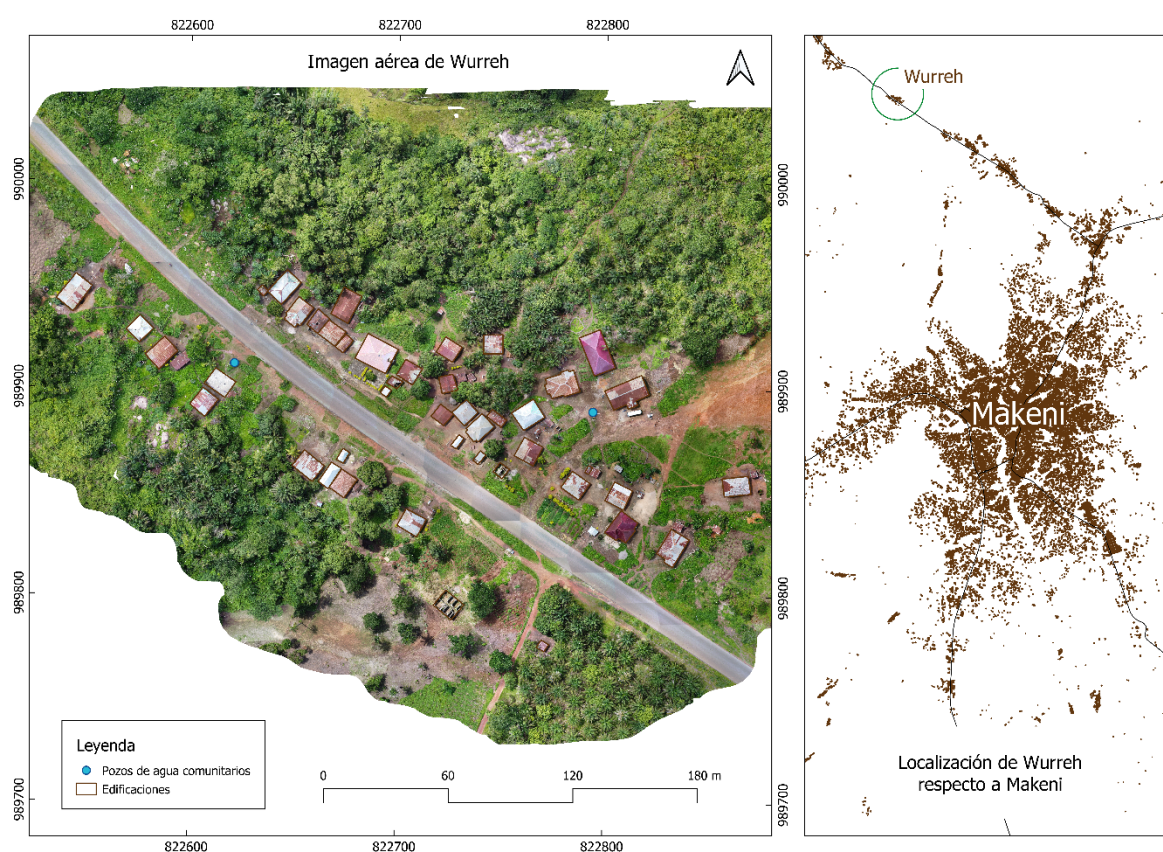 822600
822700
822800
Imagen aérea de Wurreh
990000
989900
989800
989700
990000
989900
989800
989700
Leyenda
Pozos de agua comunitarios
Edificaciones
0
60
120
180 m
822600
822700
822800
Wurreh
Makeni
Localización de Wurreh
respecto a Makeni